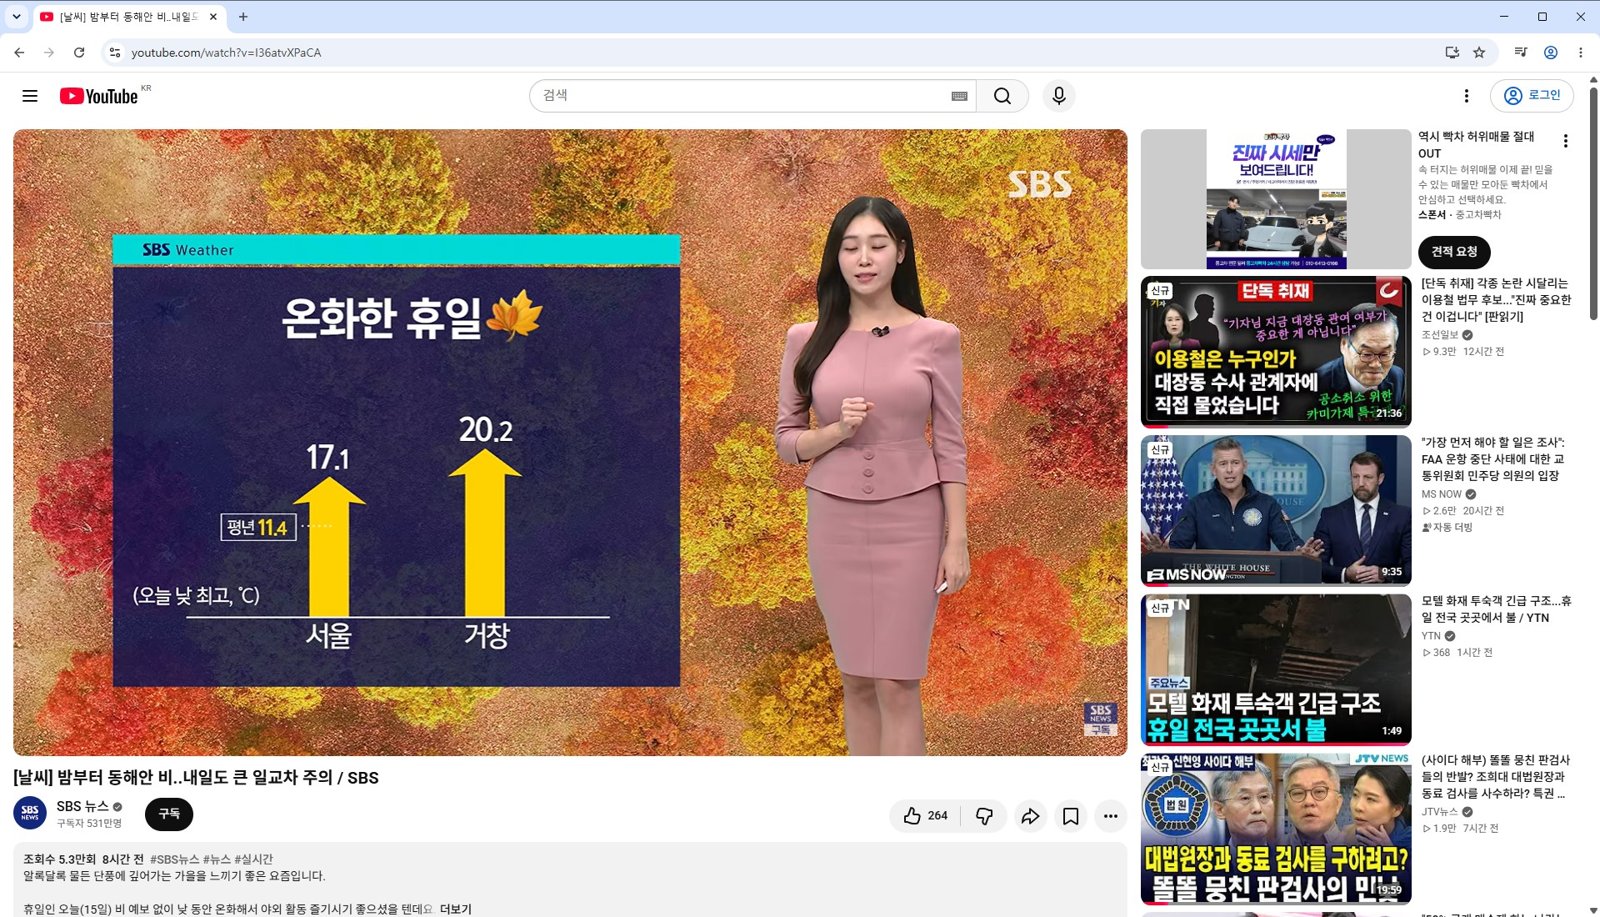 [날씨] 밤부터 동해안 비..내일도
youtube.com/watch?v=I36atvXPaCA
YouTube KR
검색
로그인
SBS
SBS Weather
온화한 휴일
20.2
17.1
평년 11.4
(오늘 낮 최고, ℃)
서울
거창
SBS
NEWS
구독
[날씨] 밤부터 동해안 비..내일도 큰 일교차 주의 / SBS
SBS NEWS
SBS 뉴스
구독자 531만명
구독
264
조회수 5.3만회 8시간 전 #SBS뉴스 #뉴스 #실시간
알록달록 물든 단풍에 깊어가는 가을을 느끼기 좋은 요즘입니다.
휴일인 오늘(15일) 비 예보 없이 낮 동안 온화해서 야외 활동 즐기시기 좋으셨을 텐데요. 더보기
진짜 시세만
보여드립니다!
역시 빡차 허위매물 절대
OUT
속 터지는 허위매물 이제 끝! 믿을
수 있는 매물만 모아둔 빡차에서
안심하고 선택하세요.
스폰서 · 중고차빡차
견적 요청
신규
기자
단독 취재
"기자님 지금 대장동 관여 여부가
중요한 게 아닙니다"
이용철은 누구인가
대장동 수사 관계자에
직접 물었습니다
공소취소 위한
카미가제 특
21:36
[단독 취재] 각종 논란 시달리는
이용철 법무 후보..."진짜 중요한
건 이겁니다" [판읽기]
조선일보
9.3만 12시간 전
신규
THE WHITE HOUSE
MS NOW
9:35
"가장 먼저 해야 할 일은 조사":
FAA 운항 중단 사태에 대한 교
통위원회 민주당 의원의 입장
MS NOW
2.6만 20시간 전
자동 더빙
신규
주요뉴스
모텔 화재 투숙객 긴급 구조
휴일 전국 곳곳서 불
1:49
모텔 화재 투숙객 긴급 구조...휴
일 전국 곳곳에서 불 / YTN
YTN
368 1시간 전
신규
신현영 사이다 해부
JTV NEWS
법원
대법원장과 동료 검사를 구하려고?
똘똘 뭉친 판검사의 민낯
19:59
(사이다 해부) 똘똘 뭉친 판검사
들의 반발? 조희대 대법원장과
동료 검사를 사수하라? 특권 ...
JTV뉴스
1.9만 7시간 전